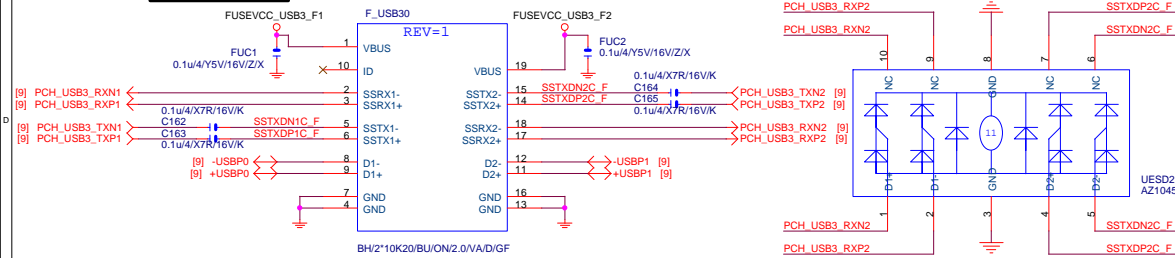 FUSEVCC_USB3_F1
F_USB30
FUSEVCC_USB3_F2
REV=1
FUC1
0.1u/4/Y5V/16V/Z/X
1
VBUS
10
ID
VBUS
19
FUC2
0.1u/4/Y5V/16V/Z/X
[9] PCH_USB3_RXN1
2
SSRX1-
SSTX2-
15
SSTXDN2C_F
C164
0.1u/4/X7R/16V/K
PCH_USB3_TXN2 [9]
[9] PCH_USB3_RXP1
3
SSRX1+
SSTX2+
14
SSTXDP2C_F
C165
0.1u/4/X7R/16V/K
PCH_USB3_TXP2 [9]
0.1u/4/X7R/16V/K
[9] PCH_USB3_TXN1
C162
SSTXDN1C_F
5
SSTX1-
SSRX2-
18
PCH_USB3_RXN2 [9]
[9] PCH_USB3_TXP1
C163
SSTXDP1C_F
6
SSTX1+
SSRX2+
17
PCH_USB3_RXP2 [9]
0.1u/4/X7R/16V/K
[9] -USBP0
8
D1-
D2-
12
-USBP1 [9]
[9] +USBP0
9
D1+
D2+
11
+USBP1 [9]
7
GND
GND
16
4
GND
GND
13
BH/2*10K20/BU/ON/2.0/VA/D/GF
D
PCH_USB3_RXP2
SSTXDP2C_F
PCH_USB3_RXN2
SSTXDN2C_F
10
9
8
7
6
NC
NC
GND
NC
NC
11
D1+
D1-
GND
D2+
D2-
UESD2
AZ1045
1
2
3
4
5
PCH_USB3_RXN2
SSTXDN2C_F
PCH_USB3_RXP2
SSTXDP2C_F